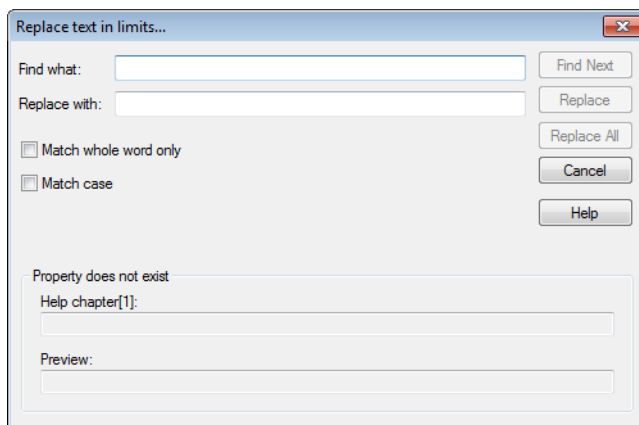 Replace text in limits...
Find what:
Find Next
Replace with:
Replace
Replace All
Match whole word only
Cancel
Match case
Help
Property does not exist
Help chapter[1]:
Preview: